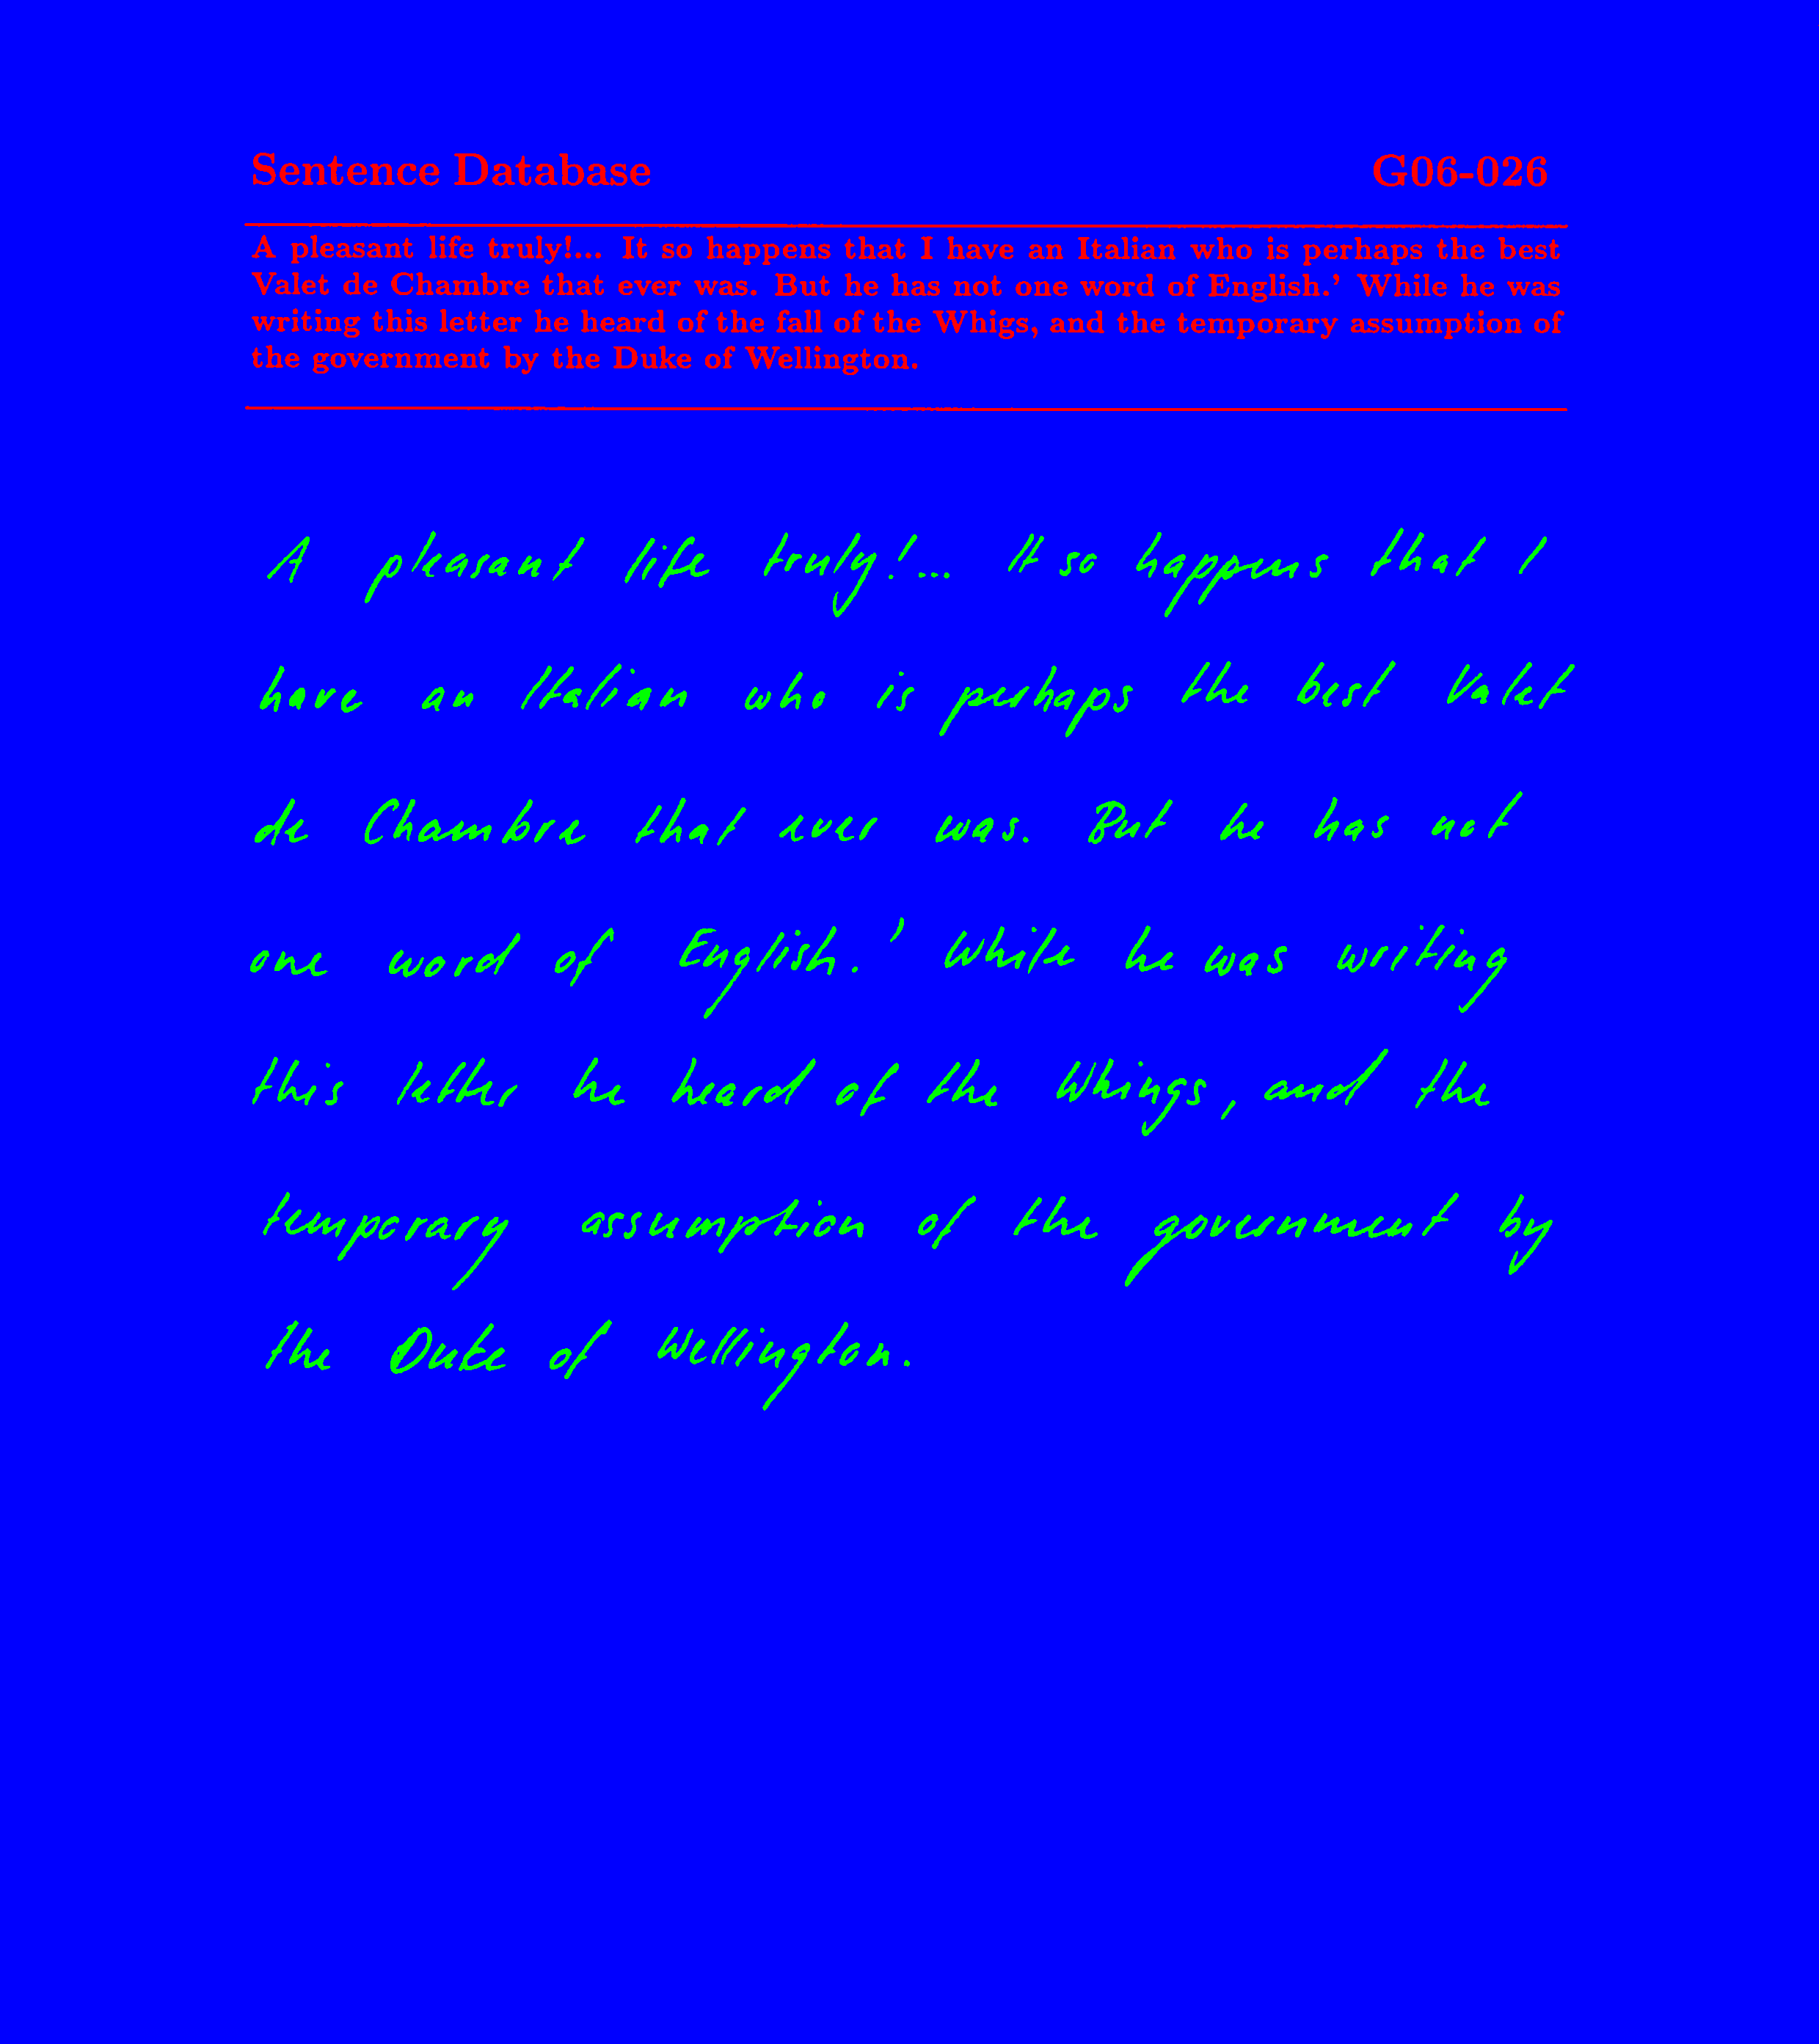 Sentence Database G06-026
A pleasant life truly!... It so happens that I have an Italian who is perhaps the best
Valet de Chambre that ever was. But he has not one word of English.' While he was
writing this letter he heard of the fall of the Whigs, and the temporary assumption of
the government by the Duke of Wellington.
A pleasant life truly!... It so happens that I
have an Italian who is perhaps the best Valet
de Chambre that ever was. But he has not
one word of English.' While he was writing
this letter he heard of the Whings, and the
temporary assumption of the government by
the Duke of Wellington.